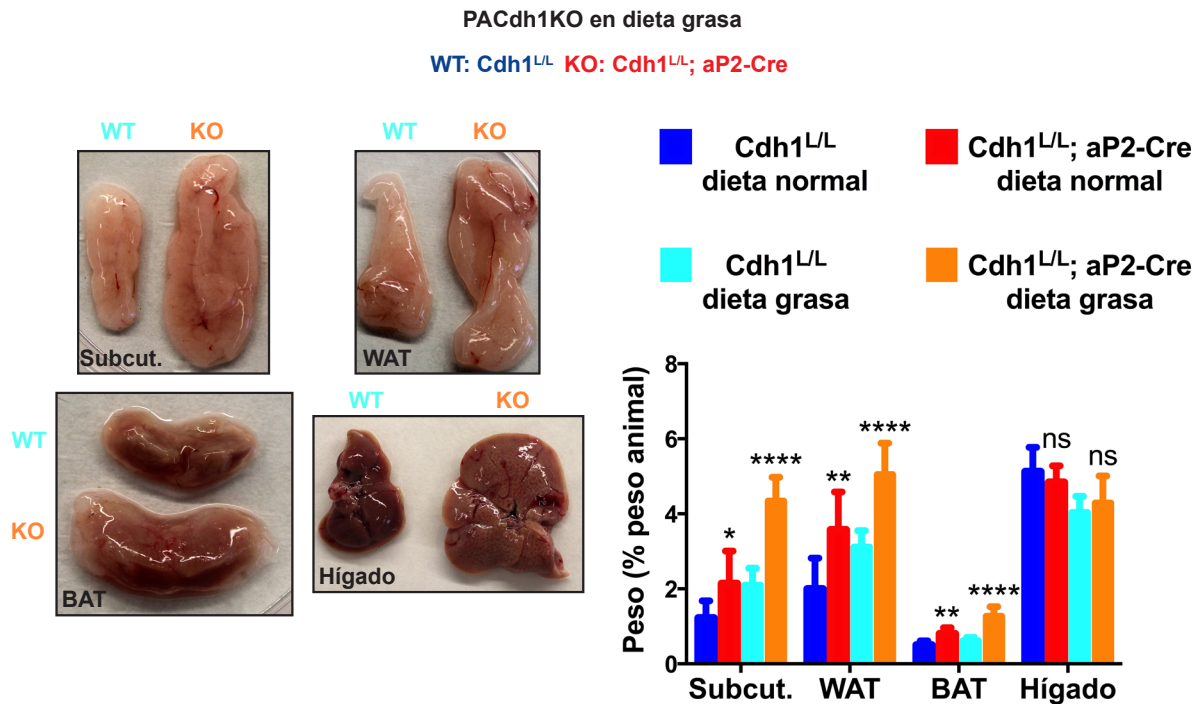 PACdh1KO en dieta grasa
WT: Cdh1L/L KO: Cdh1L/L; aP2-Cre
WT KO
Subcut.
WT KO
WAT
WT
KO
BAT
WT KO
Hígado
Cdh1L/L
dieta normal
Cdh1L/L; aP2-Cre
dieta normal
Cdh1L/L
dieta grasa
Cdh1L/L; aP2-Cre
dieta grasa
Peso (% peso animal)
8
6
4
2
0
* ****
** ****
** ****
ns ns
Subcut. WAT BAT Hígado